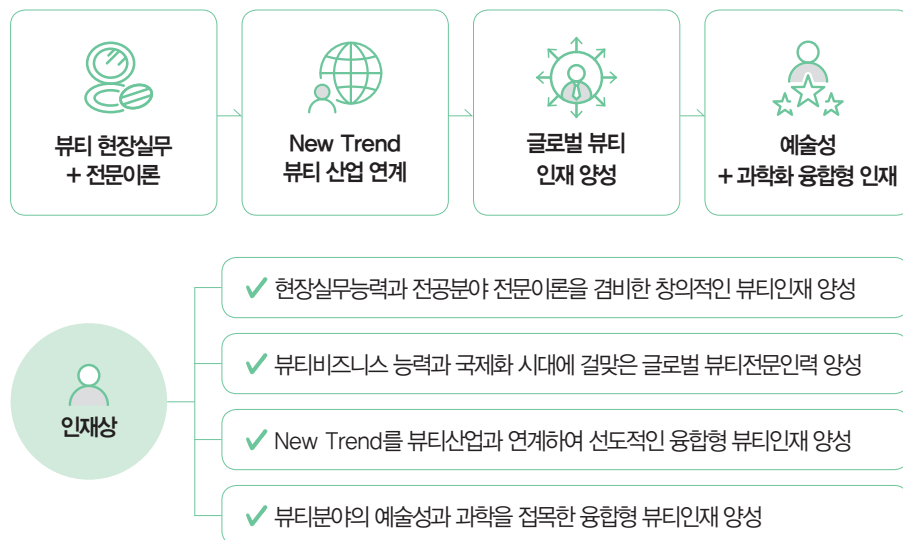 뷰티 현장실무
+ 전문이론
New Trend
뷰티 산업 연계
글로벌 뷰티
인재 양성
예술성
+ 과학화 융합형 인재
인재상
현장실무능력과 전공분야 전문이론을 겸비한 창의적인 뷰티인재 양성
뷰티비즈니스 능력과 국제화 시대에 걸맞은 글로벌 뷰티전문인력 양성
New Trend를 뷰티산업과 연계하여 선도적인 융합형 뷰티인재 양성
뷰티분야의 예술성과 과학을 접목한 융합형 뷰티인재 양성